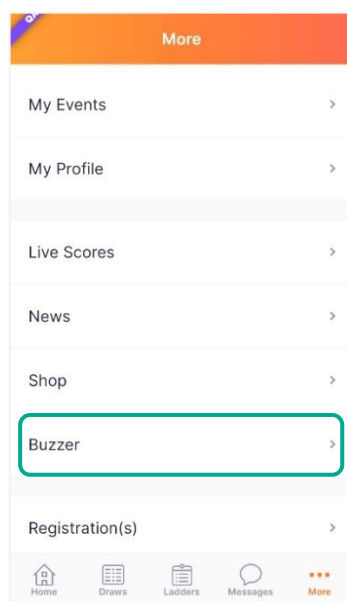 More
My Events
My Profile
Live Scores
News
Shop
Buzzer
Registration(s)
Home Draws Ladders Messages More